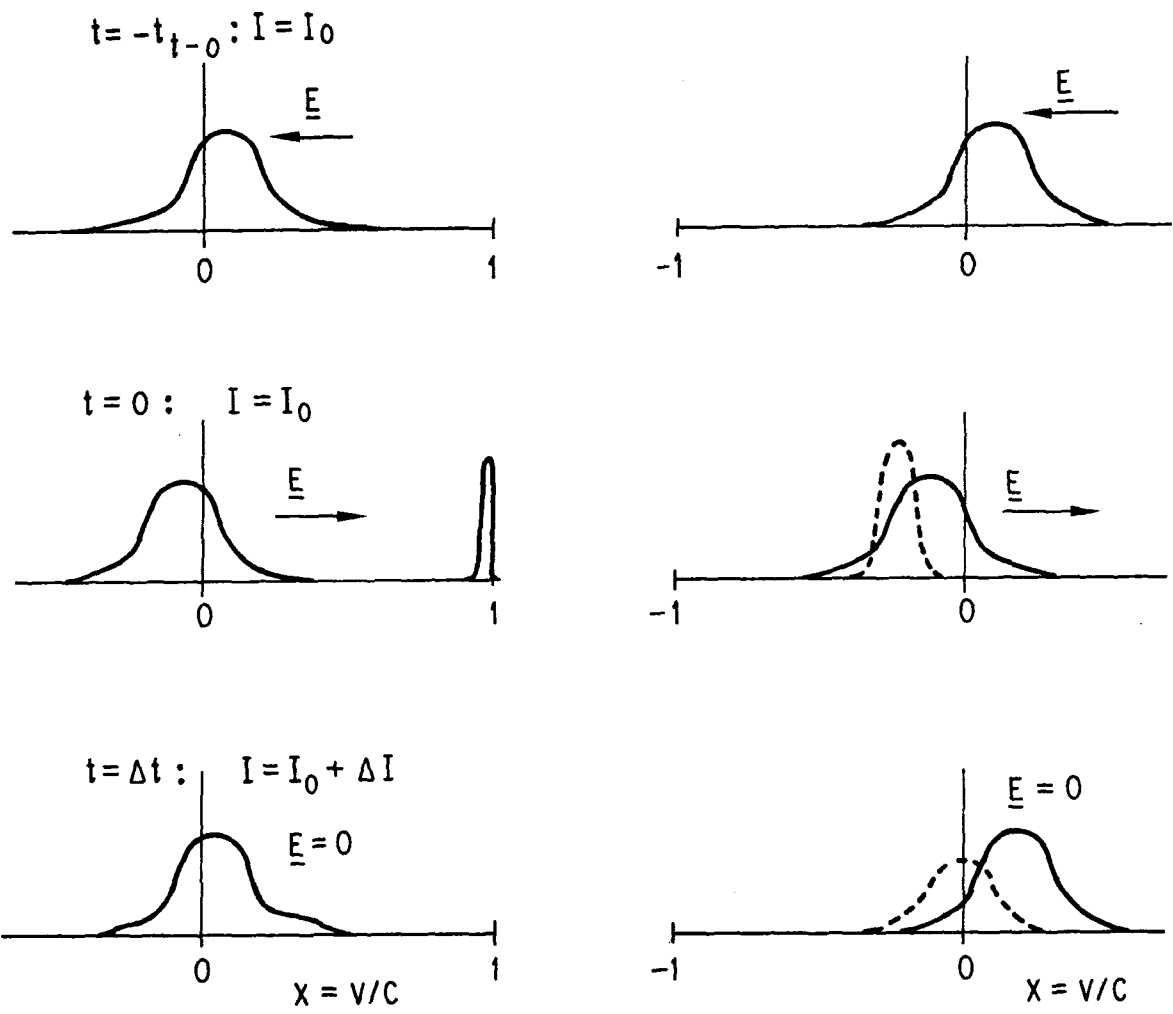 t = -t_{t-0} : I = I_0
E
E
0
1
-1
0
t = 0 : I = I_0
E
E
0
1
-1
0
t = Δt : I = I_0 + ΔI
E = 0
E = 0
0
1
-1
0
X = V/C
X = V/C